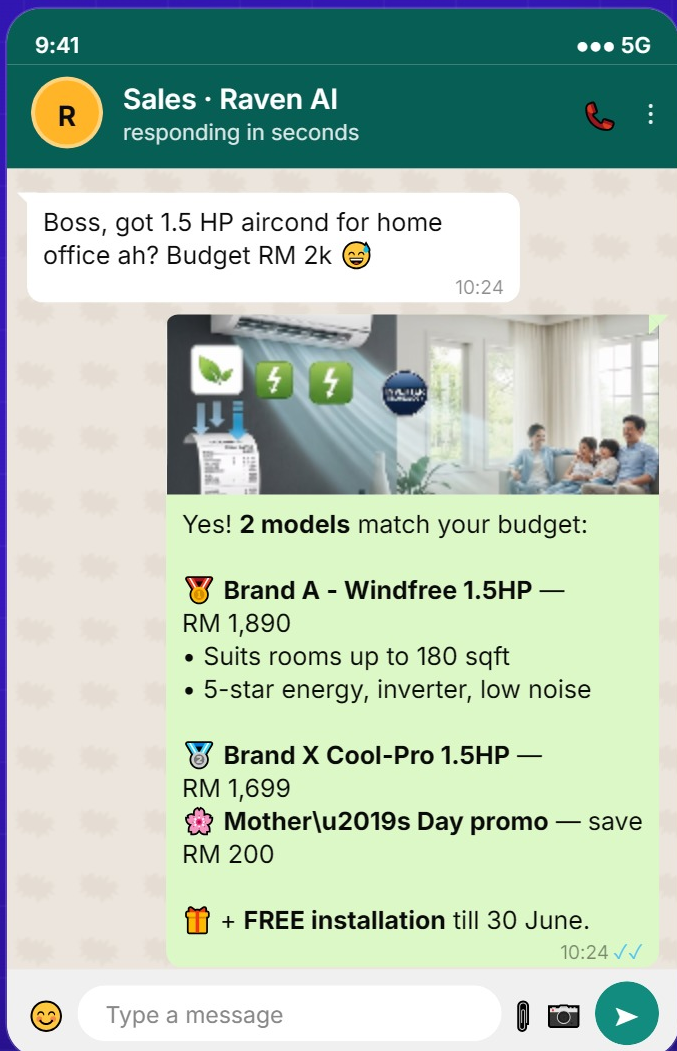 9:41
●●● 5G
R
Sales · Raven AI
responding in seconds
Boss, got 1.5 HP aircond for home
office ah? Budget RM 2k 😅
10:24
Yes! 2 models match your budget:
🥇 Brand A - Windfree 1.5HP —
RM 1,890
• Suits rooms up to 180 sqft
• 5-star energy, inverter, low noise
🥈 Brand X Cool-Pro 1.5HP —
RM 1,699
🌸 Mother\u2019s Day promo — save
RM 200
🎁 + FREE installation till 30 June.
10:24 ✓✓
Type a message